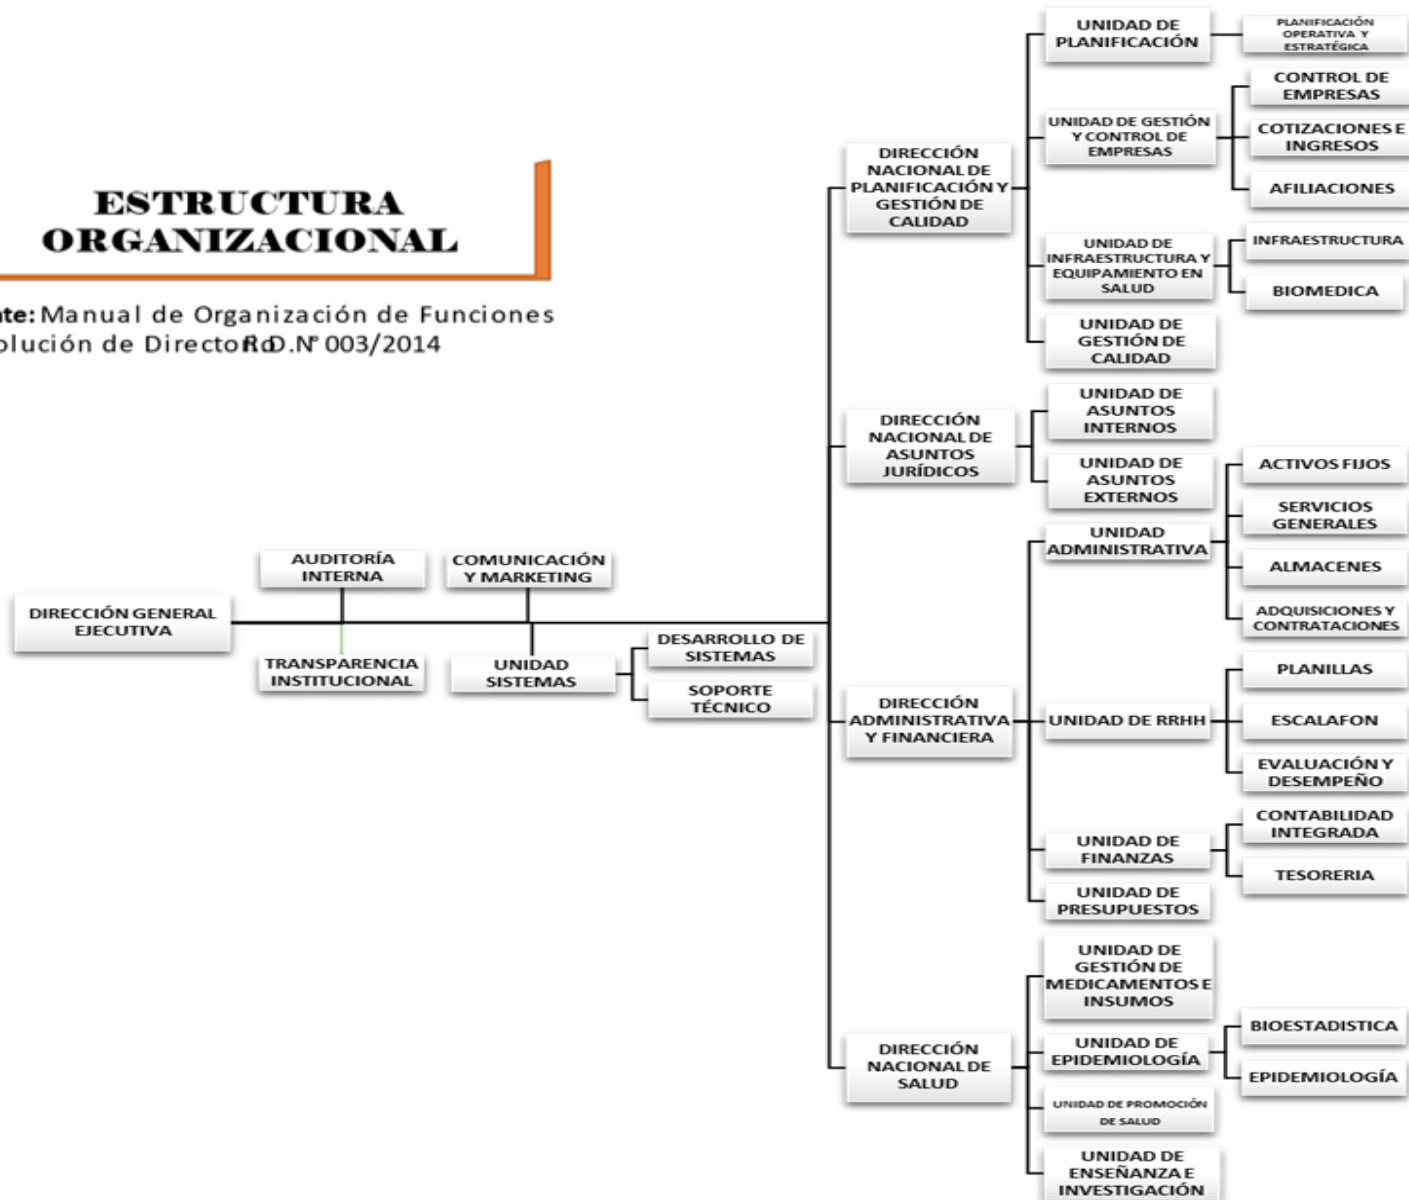 ESTRUCTURA
ORGANIZACIONAL
nte: Manual de Organización de Funciones
olución de Directorio R.D.N° 003/2014
DIRECCIÓN GENERAL
EJECUTIVA
AUDITORÍA
INTERNA
COMUNICACIÓN
Y MARKETING
TRANSPARENCIA
INSTITUCIONAL
UNIDAD
SISTEMAS
DESARROLLO DE
SISTEMAS
SOPORTE
TÉCNICO
DIRECCIÓN
NACIONAL DE
PLANIFICACIÓN Y
GESTIÓN DE
CALIDAD
UNIDAD DE
PLANIFICACIÓN
PLANIFICACIÓN
OPERATIVA Y
ESTRATÉGICA
UNIDAD DE GESTIÓN
Y CONTROL DE
EMPRESAS
CONTROL DE
EMPRESAS
COTIZACIONES E
INGRESOS
AFILIACIONES
UNIDAD DE
INFRAESTRUCTURA Y
EQUIPAMIENTO EN
SALUD
INFRAESTRUCTURA
BIOMEDICA
UNIDAD DE
GESTIÓN DE
CALIDAD
DIRECCIÓN
NACIONAL DE
ASUNTOS
JURÍDICOS
UNIDAD DE
ASUNTOS
INTERNOS
UNIDAD DE
ASUNTOS
EXTERNOS
DIRECCIÓN
ADMINISTRATIVA
Y FINANCIERA
UNIDAD
ADMINISTRATIVA
ACTIVOS FIJOS
SERVICIOS
GENERALES
ALMACENES
ADQUISICIONES Y
CONTRATACIONES
UNIDAD DE RRHH
PLANILLAS
ESCALAFON
EVALUACIÓN Y
DESEMPEÑO
UNIDAD DE
FINANZAS
CONTABILIDAD
INTEGRADA
TESORERIA
UNIDAD DE
PRESUPUESTOS
DIRECCIÓN
NACIONAL DE
SALUD
UNIDAD DE
GESTIÓN DE
MEDICAMENTOS E
INSUMOS
UNIDAD DE
EPIDEMIOLOGÍA
BIOESTADISTICA
EPIDEMIOLOGÍA
UNIDAD DE PROMOCIÓN
DE SALUD
UNIDAD DE
ENSEÑANZA E
INVESTIGACIÓN